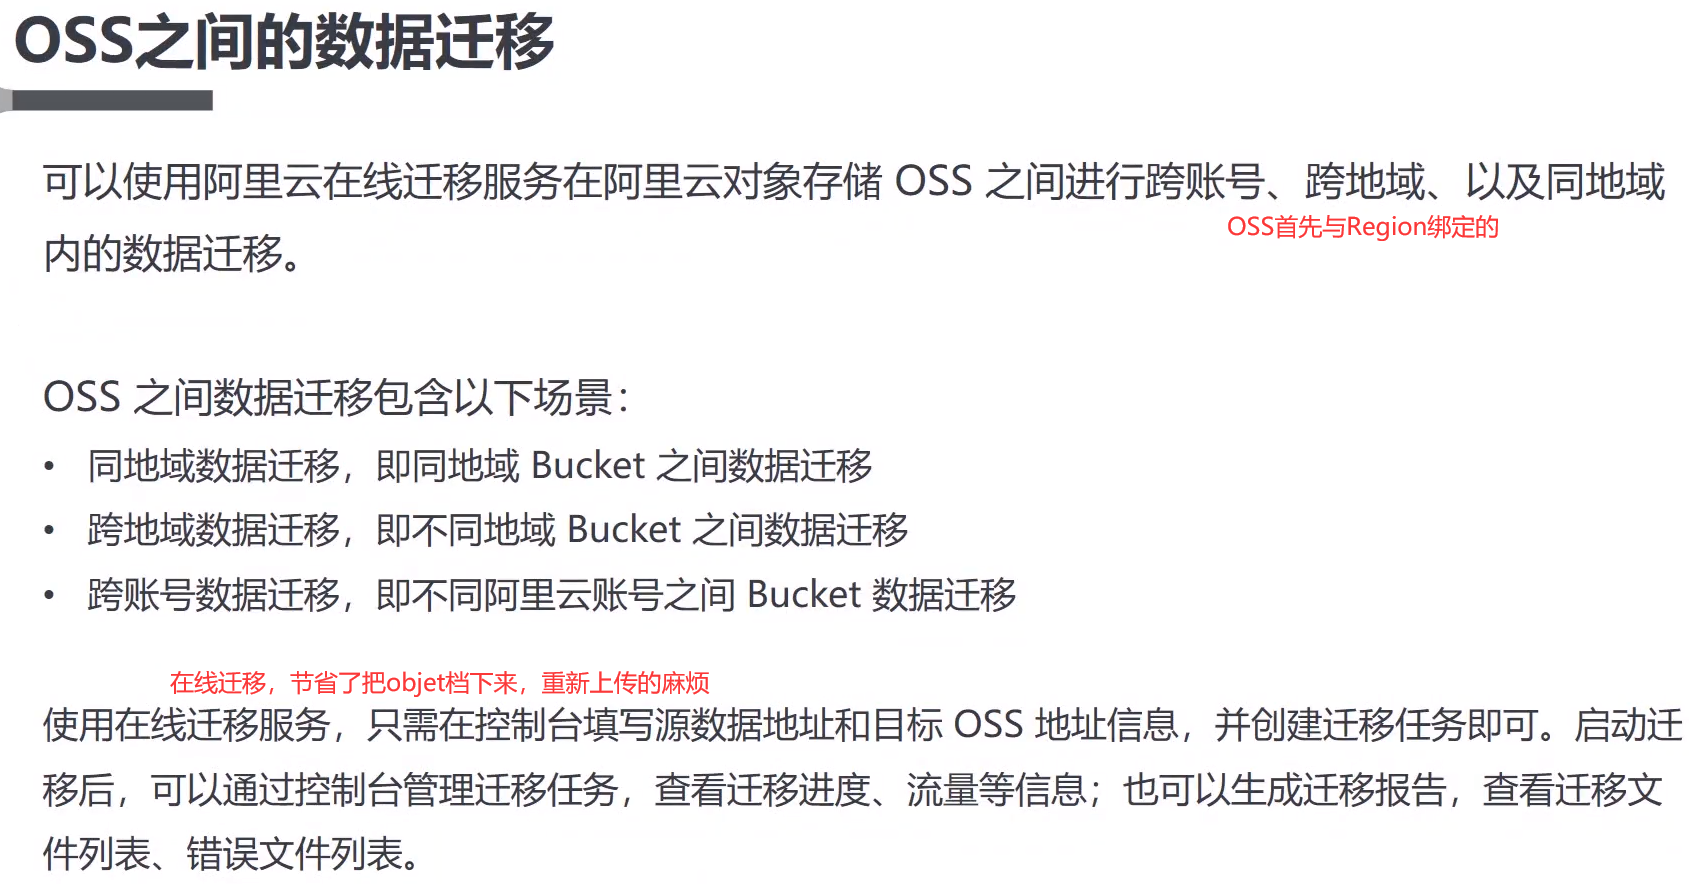 OSS之间的数据迁移
可以使用阿里云在线迁移服务在阿里云对象存储 OSS 之间进行跨账号、跨地域、以及同地域
OSS首先与Region绑定的
内的数据迁移。
OSS 之间数据迁移包含以下场景：
• 同地域数据迁移，即同地域 Bucket 之间数据迁移
• 跨地域数据迁移，即不同地域 Bucket 之间数据迁移
• 跨账号数据迁移，即不同阿里云账号之间 Bucket 数据迁移
在线迁移，节省了把objet档下来，重新上传的麻烦
使用在线迁移服务，只需在控制台填写源数据地址和目标 OSS 地址信息，并创建迁移任务即可。启动迁
移后，可以通过控制台管理迁移任务，查看迁移进度、流量等信息；也可以生成迁移报告，查看迁移文
件列表、错误文件列表。